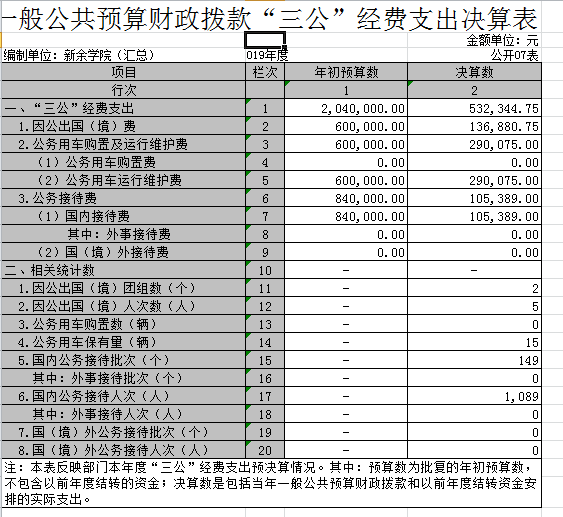 一般公共预算财政拨款“三公”经费支出决算表
金额单位：元
编制单位：新余学院（汇总） 019年度 公开07表
项目 栏次 年初预算数 决算数
行次 1 2
一、“三公”经费支出 1 2,040,000.00 532,344.75
1.因公出国（境）费 2 600,000.00 136,880.75
2.公务用车购置及运行维护费 3 600,000.00 290,075.00
（1）公务用车购置费 4 0.00 0.00
（2）公务用车运行维护费 5 600,000.00 290,075.00
3.公务接待费 6 840,000.00 105,389.00
（1）国内接待费 7 840,000.00 105,389.00
其中：外事接待费 8 0.00 0.00
（2）国（境）外接待费 9 0.00 0.00
二、相关统计数 10 － －
1.因公出国（境）团组数（个） 11 － 2
2.因公出国（境）人次数（人） 12 － 5
3.公务用车购置数（辆） 13 － 0
4.公务用车保有量（辆） 14 － 15
5.国内公务接待批次（个） 15 － 149
其中：外事接待批次（个） 16 － 0
6.国内公务接待人次（人） 17 － 1,089
其中：外事接待人次（人） 18 － 0
7.国（境）外公务接待批次（个） 19 － 0
8.国（境）外公务接待人次（人） 20 － 0
注：本表反映部门本年度“三公”经费支出预决算情况。其中：预算数为批复的年初预算数，
不包含以前年度结转的资金；决算数是包括当年一般公共预算财政拨款和以前年度结转资金安
排的实际支出。